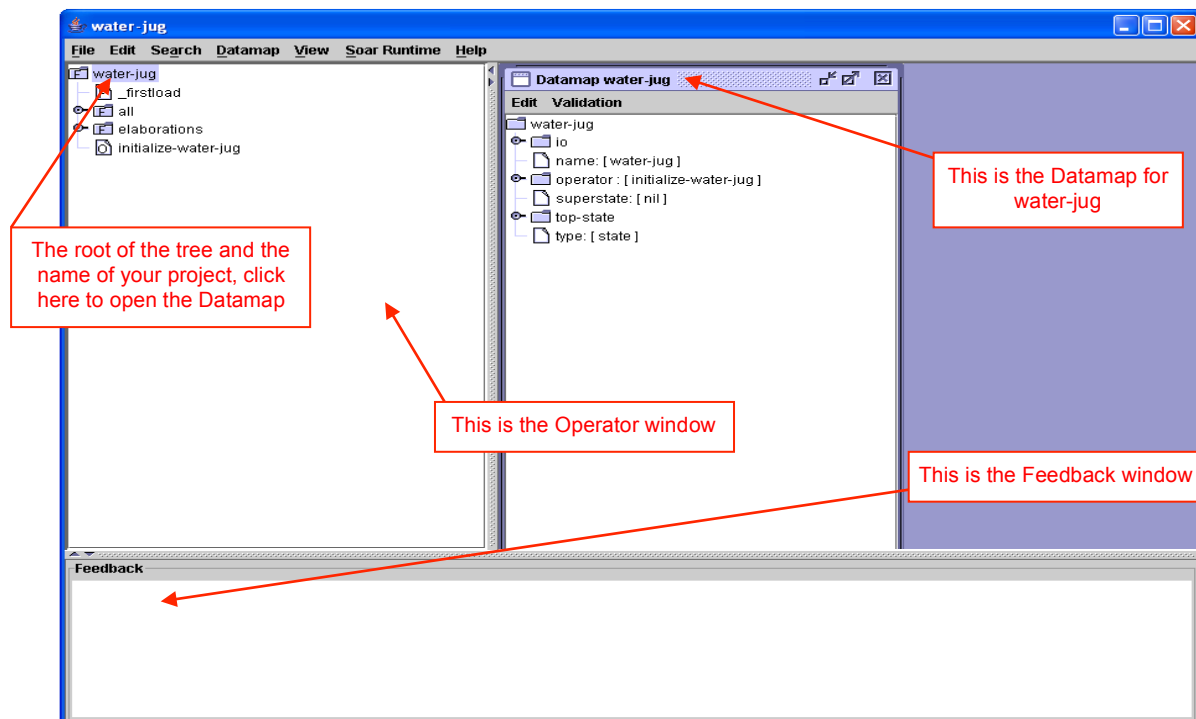 water-jug
File Edit Search Datamap View Soar Runtime Help
water-jug
_firstload
all
elaborations
initialize-water-jug
Datamap water-jug
Edit Validation
water-jug
io
name: [ water-jug ]
operator : [ initialize-water-jug ]
superstate: [ nil ]
top-state
type: [ state ]
This is the Datamap for
water-jug
The root of the tree and the
name of your project, click
here to open the Datamap
This is the Operator window
This is the Feedback window
Feedback